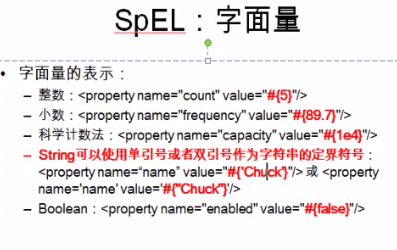 SpEL：字面量
• 字面量的表示：
– 整数：<property name="count" value="#{5}"/>
– 小数：<property name="frequency" value="#{89.7}"/>
– 科学计数法：<property name="capacity" value="#{1e4}"/>
– String可以使用单引号或者双引号作为字符串的定界符号：
<property name=“name” value="#{'Chuck'}"/> 或 <property
name='name' value='#{"Chuck"}'/>
– Boolean：<property name="enabled" value="#{false}"/>